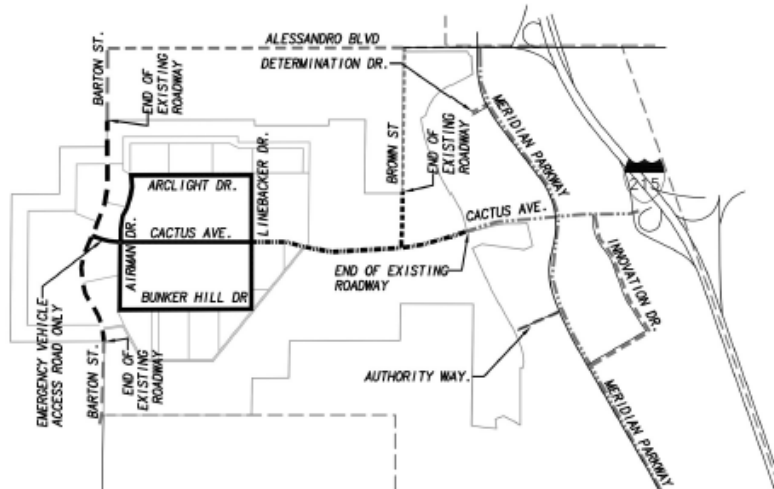 ALESSANDRO BLVD
BARTON ST.
DETERMINATION DR.
END OF
EXISTING
ROADWAY
MERIDIAN PARKWAY
LINEBACKER DR.
BROWN ST
END OF
EXISTING
ROADWAY
215
ARCLIGHT DR.
CACTUS AVE.
AIRMAN DR.
CACTUS AVE.
END OF EXISTING
ROADWAY
INNOVATION DR.
BUNKER HILL DR
EMERGENCY VEHICLE
ACCESS ROAD ONLY
BARTON ST.
END OF
EXISTING
ROADWAY
AUTHORITY WAY.
MERIDIAN PARKWAY